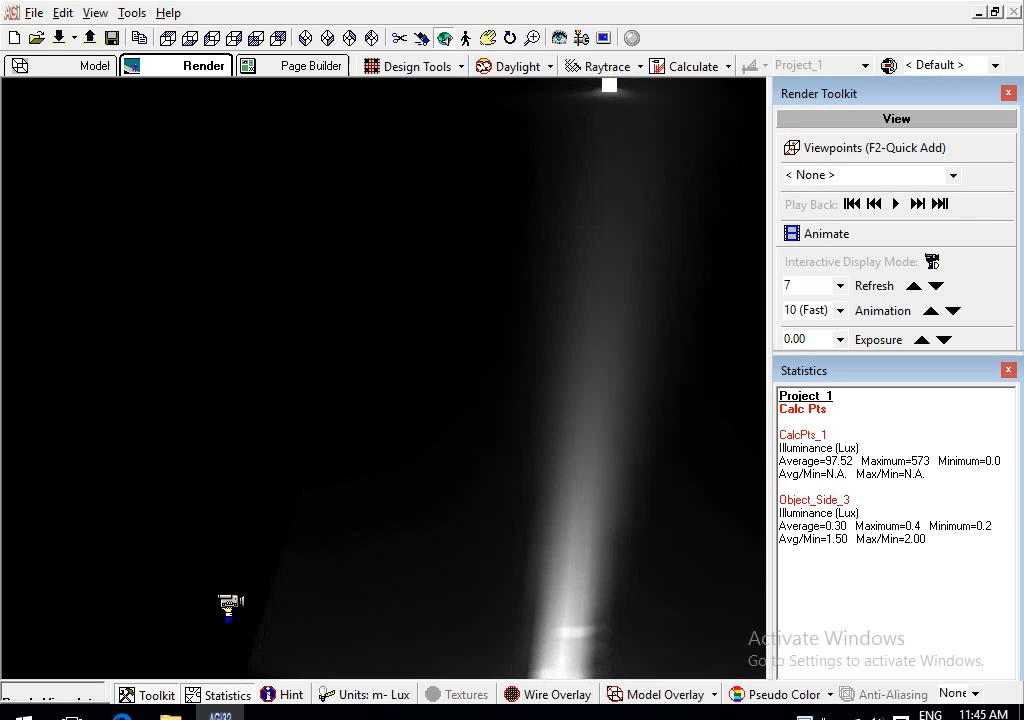 AGI File Edit View Tools Help
Model Render Page Builder Design Tools Daylight Raytrace Calculate Project_1 < Default >
Render Toolkit
View
Viewpoints (F2-Quick Add)
< None >
Play Back:
Animate
Interactive Display Mode:
7 Refresh
10 (Fast) Animation
0.00 Exposure
Statistics
Project_1
Calc Pts
CalcPts_1
Illuminance (Lux)
Average=97.52 Maximum=573 Minimum=0.0
Avg/Min=N.A. Max/Min=N.A.
Object_Side_3
Illuminance (Lux)
Average=0.30 Maximum=0.4 Minimum=0.2
Avg/Min=1.50 Max/Min=2.00
Activate Windows
Go to Settings to activate Windows.
Toolkit Statistics Hint Units: m- Lux Textures Wire Overlay Model Overlay Pseudo Color Anti-Aliasing None
AGi32 ENG 11:45 AM